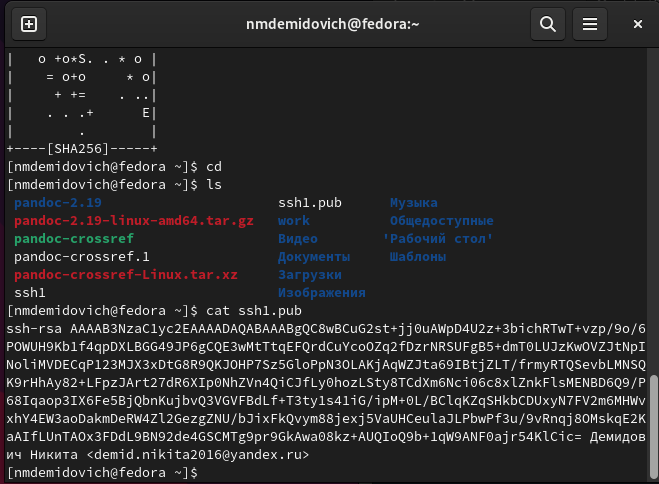 nmdemidovich@fedora:~
|   o +o*S. . * o |
|    = o+o     * o|
|     + +=    . ..|
|    . . .+      E|
|        .        |
+----[SHA256]-----+
[nmdemidovich@fedora ~]$ cd
[nmdemidovich@fedora ~]$ ls
pandoc-2.19 ssh1.pub Музыка
pandoc-2.19-linux-amd64.tar.gz work Общедоступные
pandoc-crossref Видео 'Рабочий стол'
pandoc-crossref.1 Документы Шаблоны
pandoc-crossref-Linux.tar.xz Загрузки
ssh1 Изображения
[nmdemidovich@fedora ~]$ cat ssh1.pub
ssh-rsa AAAAB3NzaC1yc2EAAAADAQABAAABgQC8wBCuG2st+jj0uAWpD4U2z+3bichRTwT+vzp/9o/6
POWUH9Kb1f4qpDXLBGG49JP6gCQE3wMtTtqEFQrdCuYcoOZq2fDzrNRSUFgB5+dmT0LUJzKwOVZJtNpI
NoliMVDECqP123MJX3xDtG8R9QKJOHP7Sz5GloPpN3OLAKjAqWZJta69IBtjZLT/frmyRTQSevbLMNSQ
K9rHhAy82+LFpzJArt27dR6XIp0NhZVn4QiCJfLy0hozLSty8TCdXm6Nci06c8xlZnkFlsMENBD6Q9/P
68Iqaop3IX6Fe5BjQbnKujbvQ3VGVFBdLf+T3ty1s41iG/ipM+0L/BClqKZqSHkbCDUxyN7FV2m6MHWv
xhY4EW3aoDakmDeRW4Zl2GezgZNU/bJixFkQvym88jexj5VaUHCeulaJLPbwPf3u/9vRnqj8OMskqE2K
aAIfLUnTAOx3FDdL9BN92de4GSCMTg9pr9GkAwa08kz+AUQIoQ9b+1qW9ANF0ajr54KlCic= Демидов
ич Никита <demid.nikita2016@yandex.ru>
[nmdemidovich@fedora ~]$